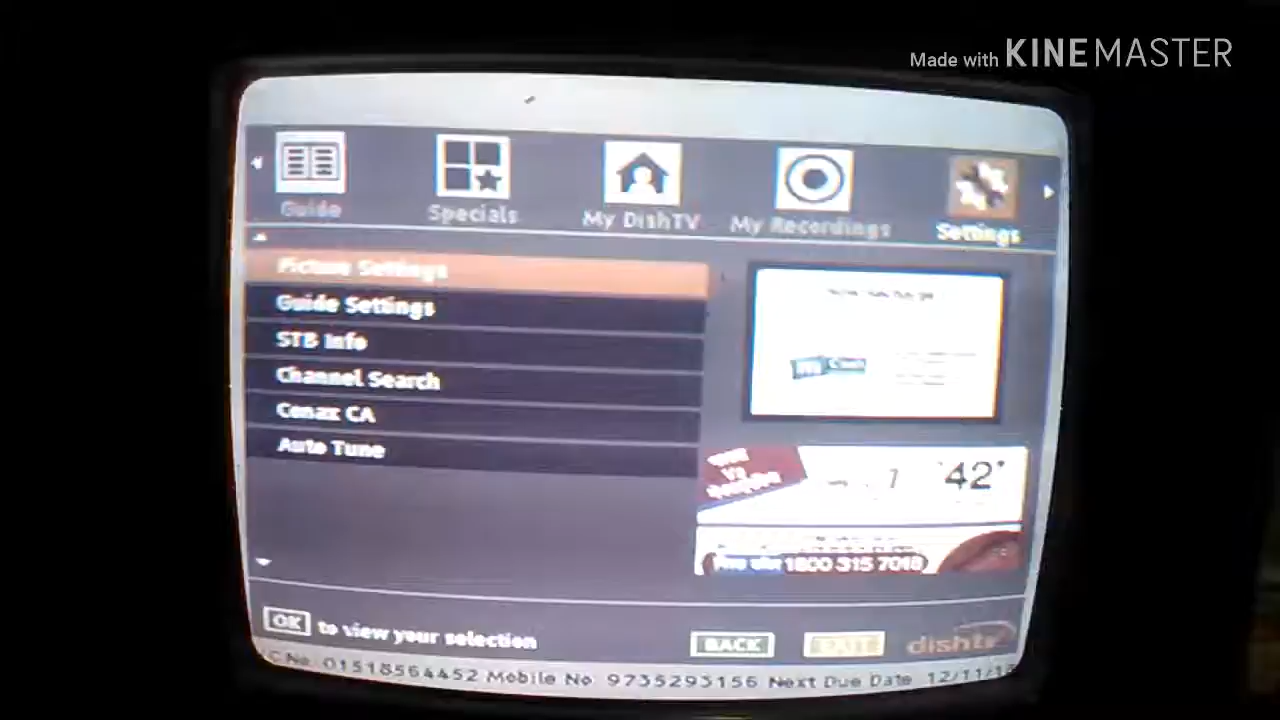 Made with KINEMASTER
Guide
Specials
My DishTV
My Recordings
Settings
Picture Settings
Guide Settings
STB Info
Channel Search
Conax CA
Auto Tune
42
1800 315 7018
OK to view your selection
BACK
dishtv
C No: 01518564452 Mobile No 9735293156 Next Due Date 12/11/1